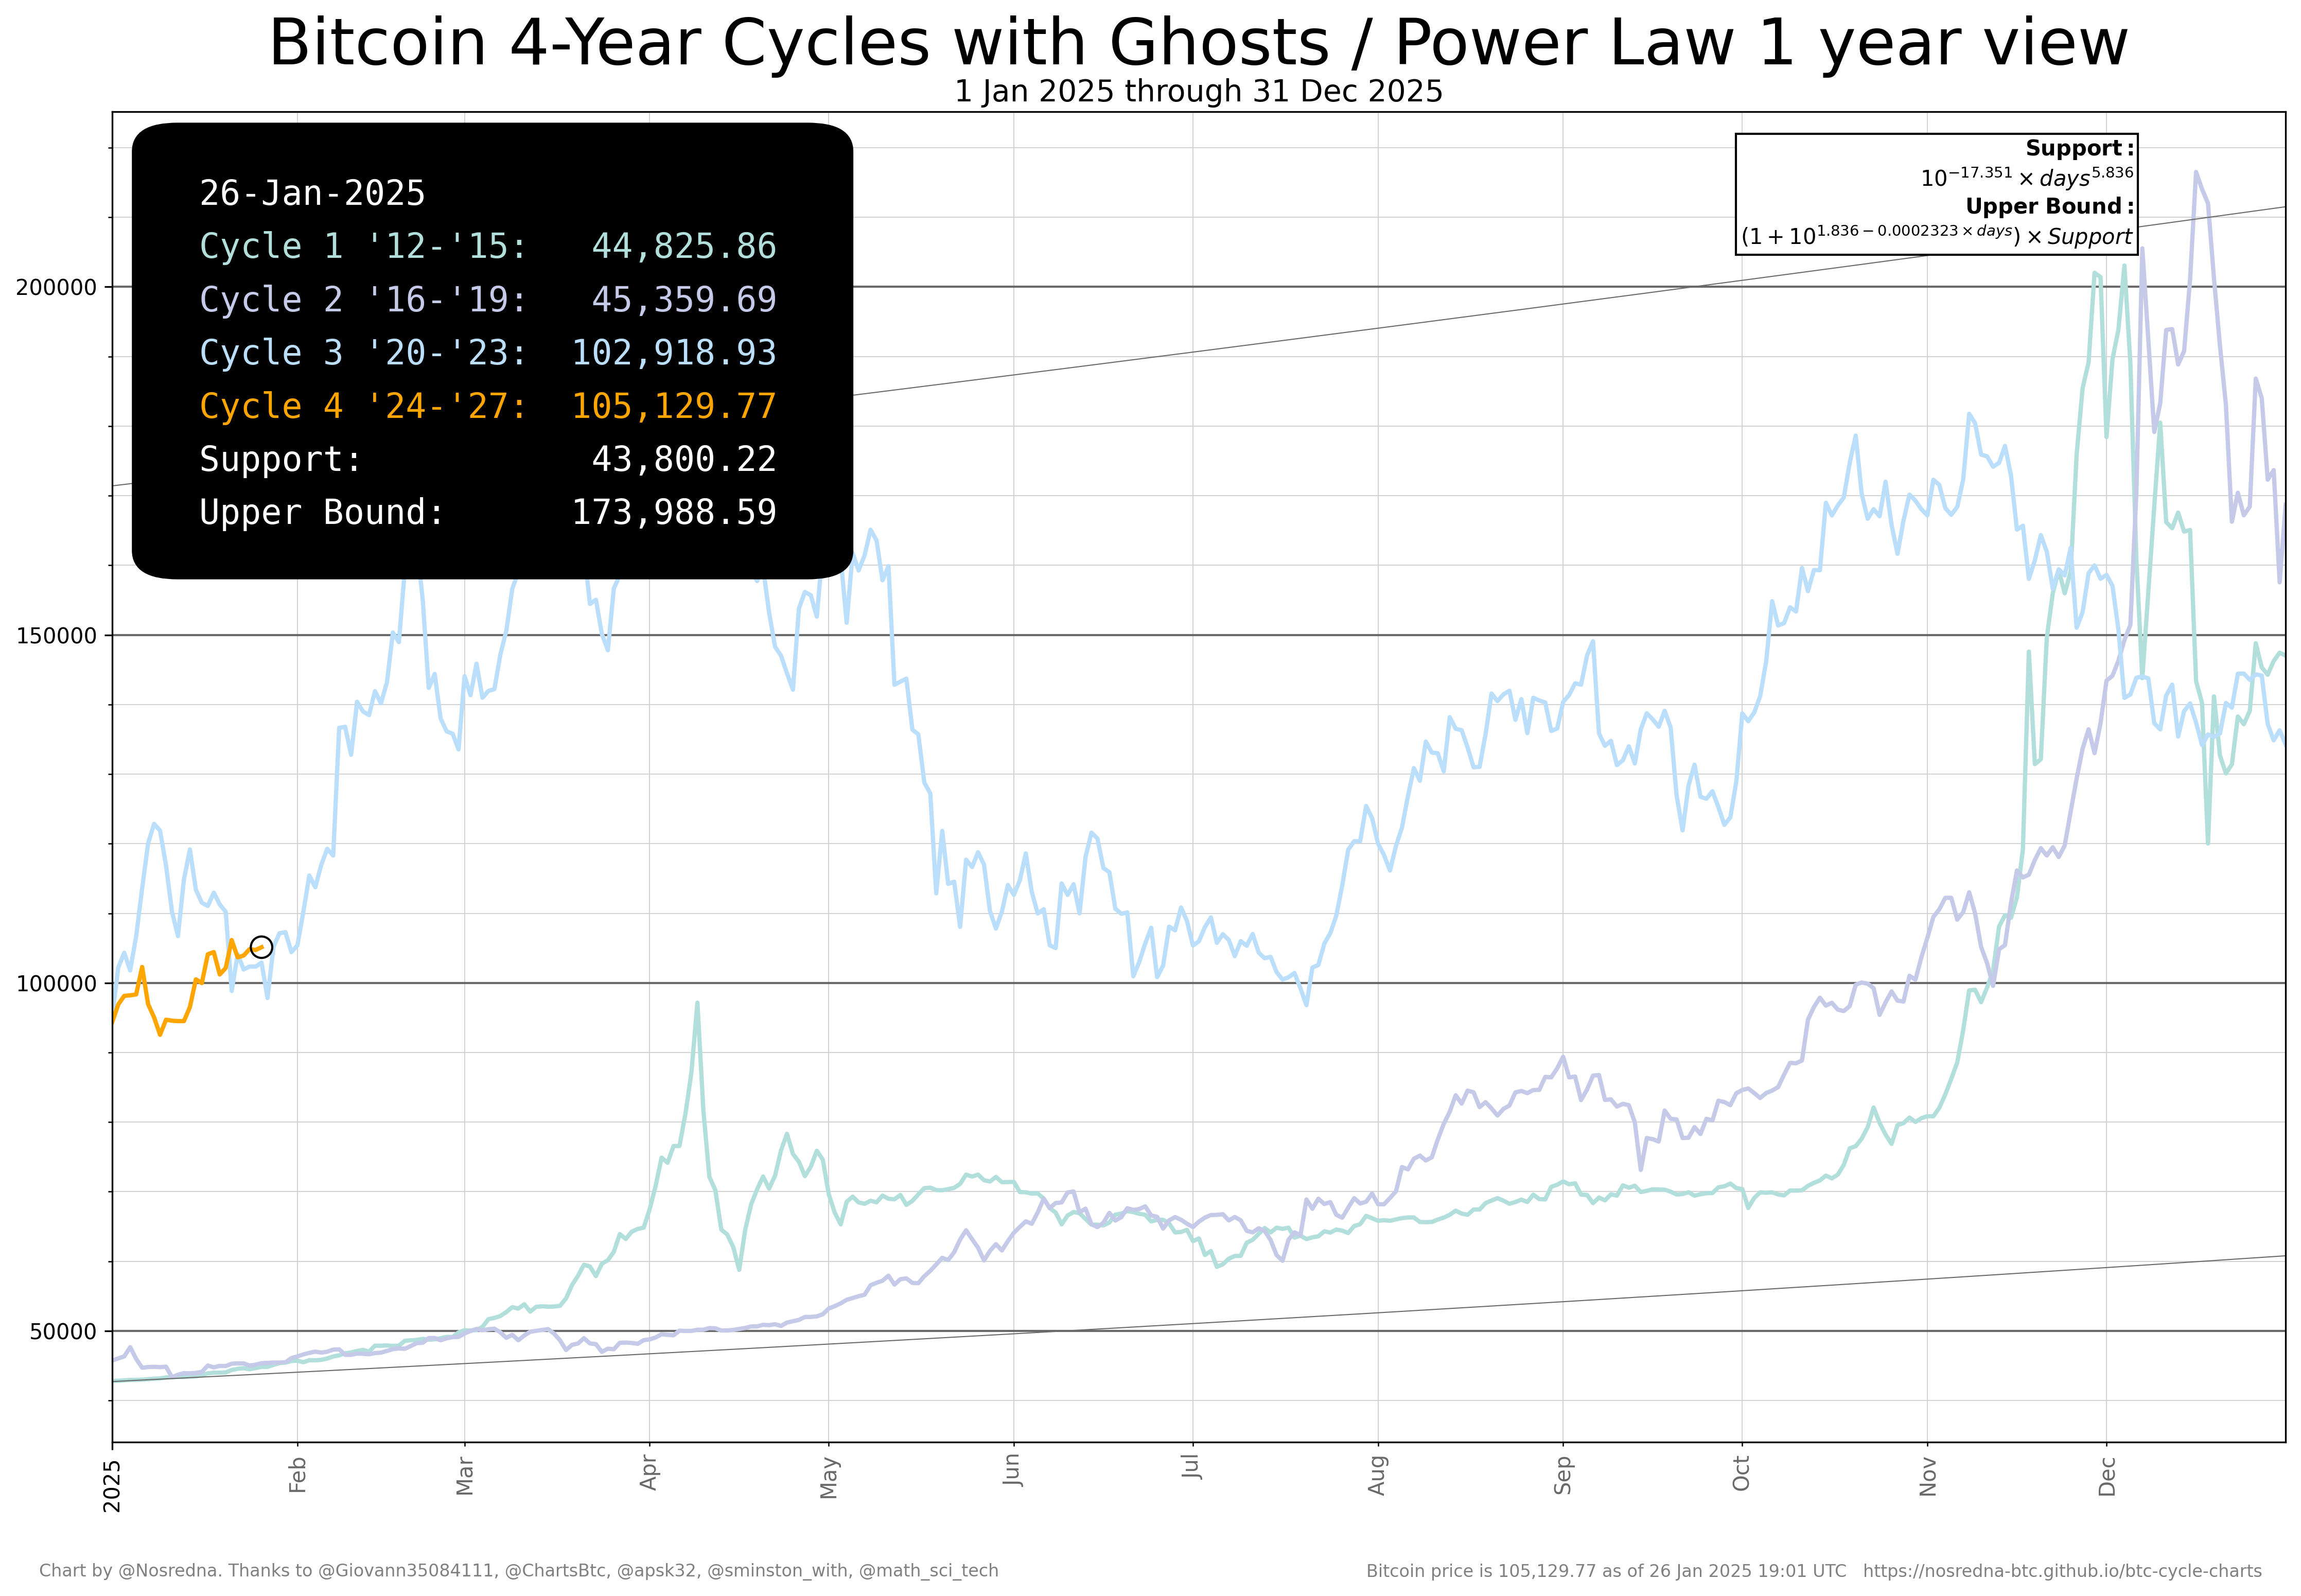 Bitcoin 4-Year Cycles with Ghosts / Power Law 1 year view
1 Jan 2025 through 31 Dec 2025
26-Jan-2025
Cycle 1 '12-'15: 44,825.86
Cycle 2 '16-'19: 45,359.69
Cycle 3 '20-'23: 102,918.93
Cycle 4 '24-'27: 105,129.77
Support: 43,800.22
Upper Bound: 173,988.59
Support:
10^{-17.351} × days^{5.836}
Upper Bound:
(1 + 10^{1.836−0.0002323×days}) × Support
200000
150000
100000
50000
2025 Feb Mar Apr May Jun Jul Aug Sep Oct Nov Dec
Chart by @Nosredna. Thanks to @Giovann35084111, @ChartsBtc, @apsk32, @sminston_with, @math_sci_tech
Bitcoin price is 105,129.77 as of 26 Jan 2025 19:01 UTC https://nosredna-btc.github.io/btc-cycle-charts